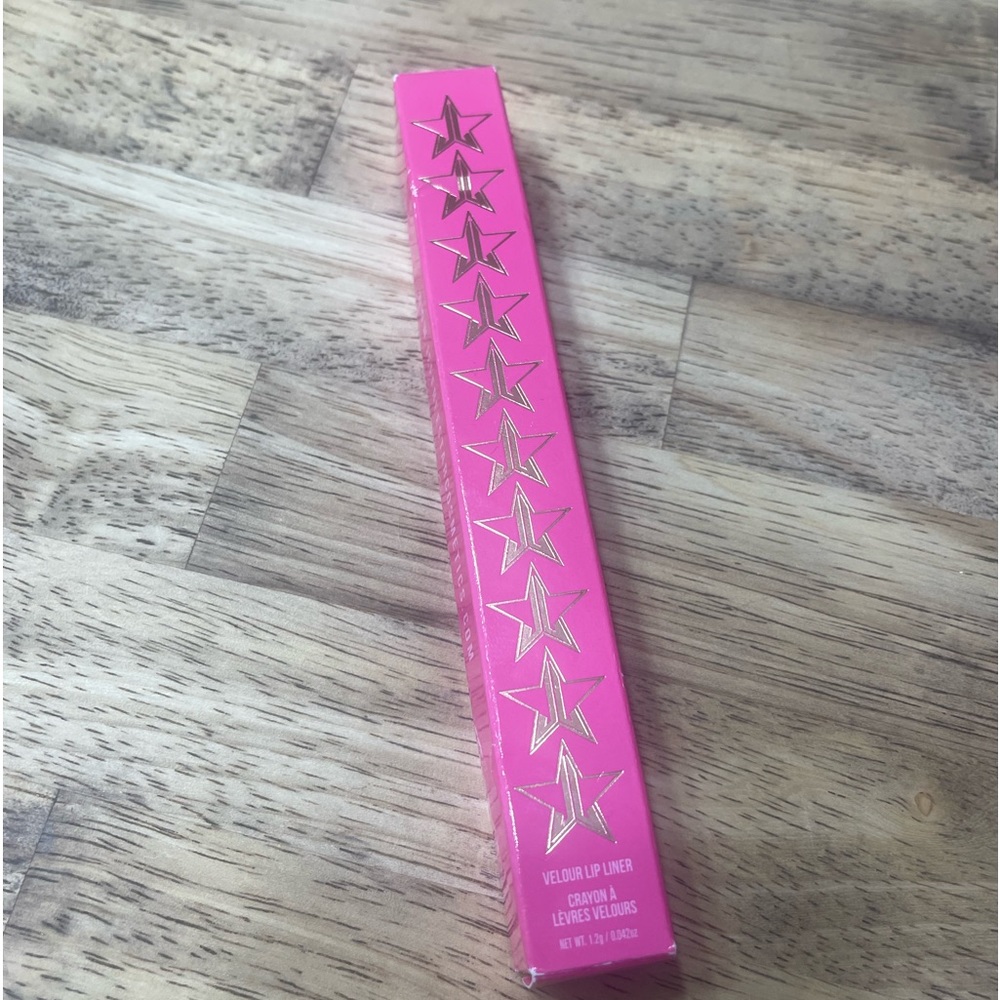 VELOUR LIP LINER
CRAYON À
LÈVRES VELOURS
NET WT. 1.2g / 0.042oz